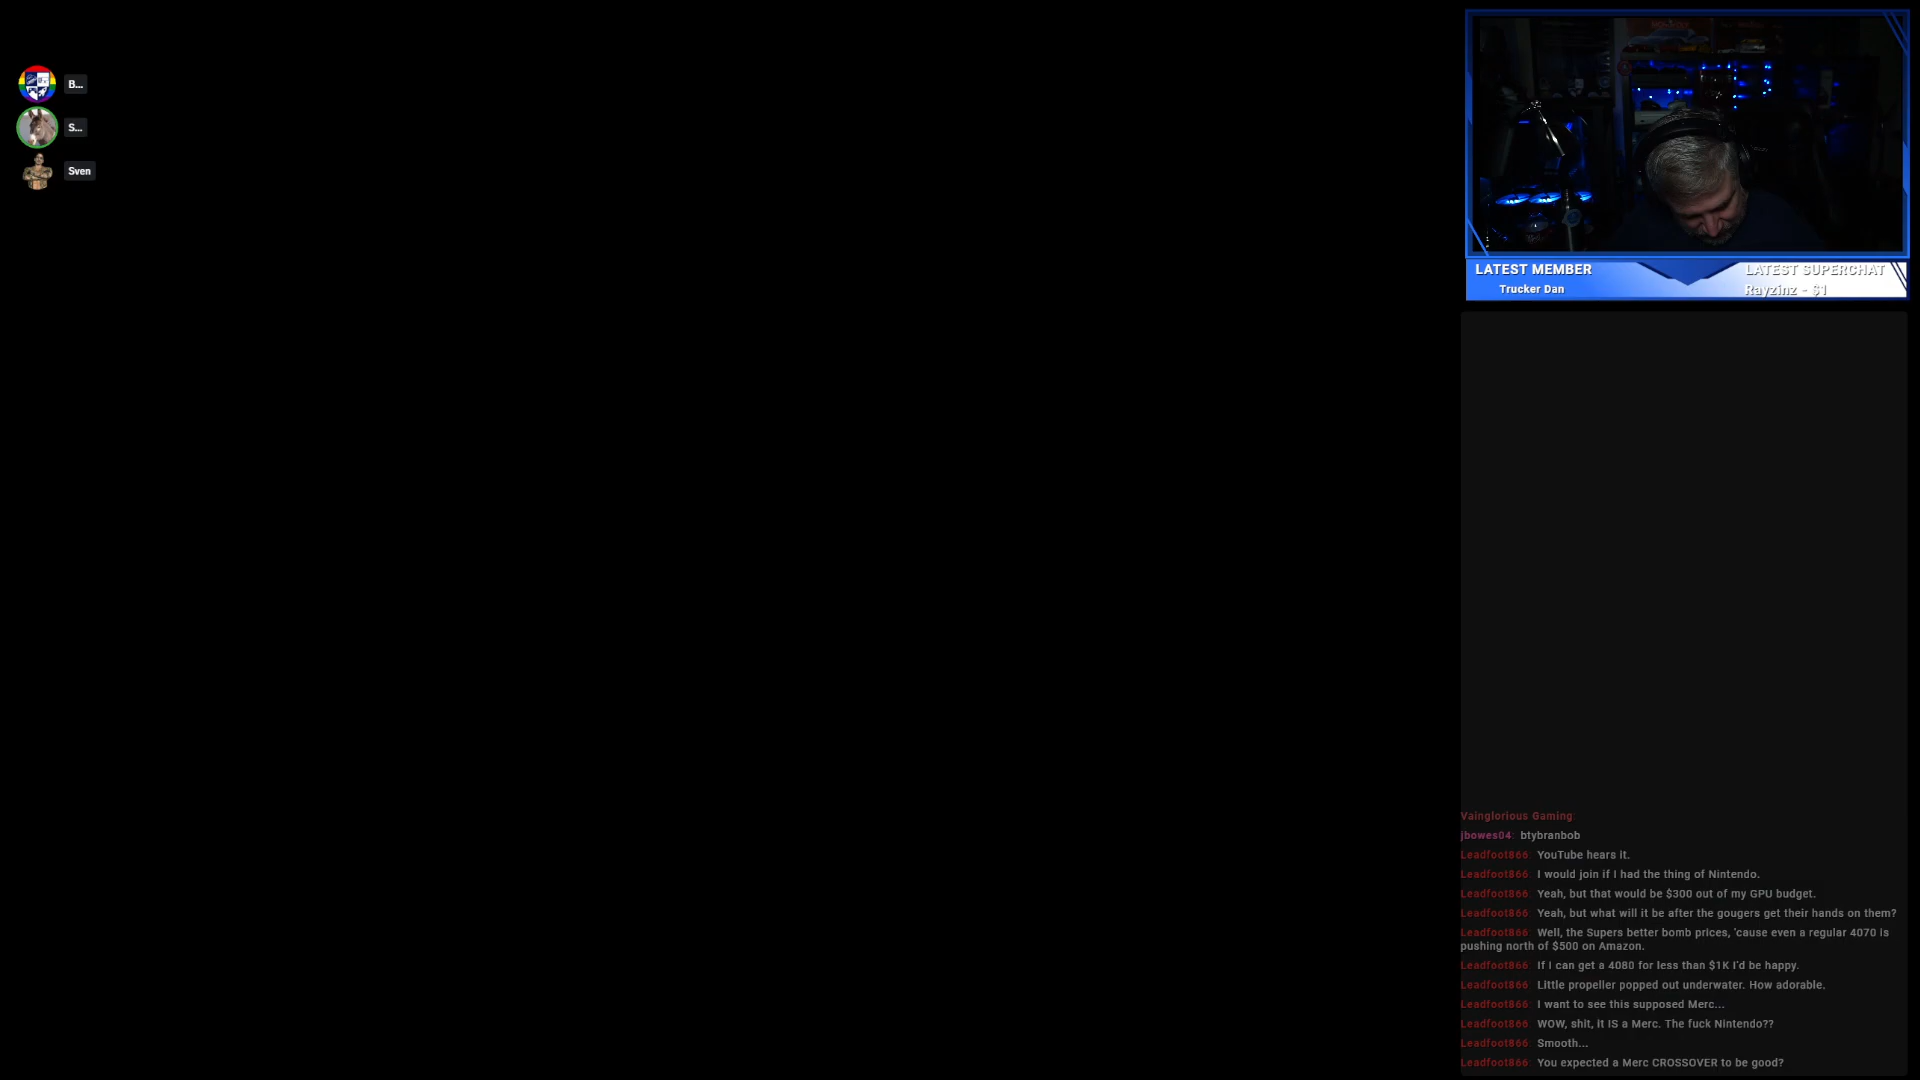 B...
S...
Sven
LATEST MEMBER
Trucker Dan
LATEST SUPERCHAT
Rayzinz - $1
Vainglorious Gaming:
jbowes04: btybranbob
Leadfoot866: YouTube hears it.
Leadfoot866: I would join if I had the thing of Nintendo.
Leadfoot866: Yeah, but that would be $300 out of my GPU budget.
Leadfoot866: Yeah, but what will it be after the gougers get their hands on them?
Leadfoot866: Well, the Supers better bomb prices, 'cause even a regular 4070 is
pushing north of $500 on Amazon.
Leadfoot866: If I can get a 4080 for less than $1K I'd be happy.
Leadfoot866: Little propeller popped out underwater. How adorable.
Leadfoot866: I want to see this supposed Merc...
Leadfoot866: WOW, shit, it IS a Merc. The fuck Nintendo??
Leadfoot866: Smooth...
Leadfoot866: You expected a Merc CROSSOVER to be good?